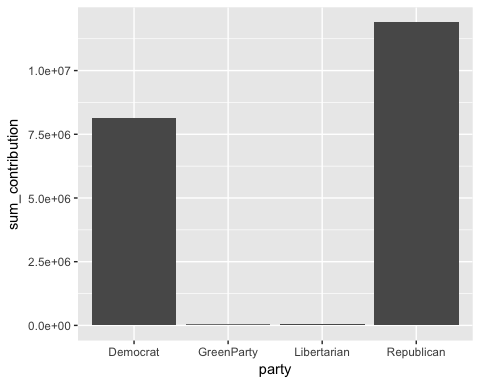 sum_contribution
1.0e+07
7.5e+06
5.0e+06
2.5e+06
0.0e+00
Democrat GreenParty Libertarian Republican
party